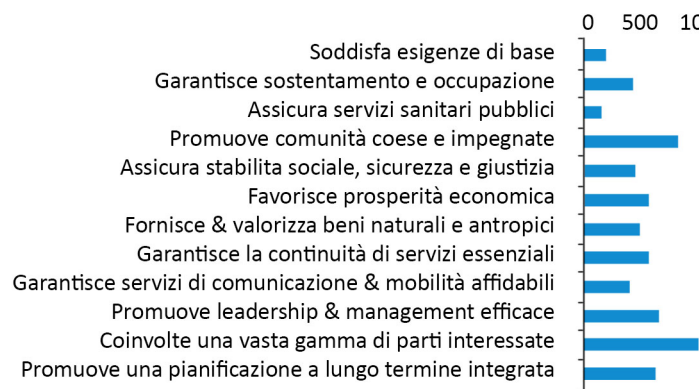 0 500 10
Soddisfa esigenze di base
Garantisce sostentamento e occupazione
Assicura servizi sanitari pubblici
Promuove comunità coese e impegnate
Assicura stabilita sociale, sicurezza e giustizia
Favorisce prosperità economica
Fornisce & valorizza beni naturali e antropici
Garantisce la continuità di servizi essenziali
Garantisce servizi di comunicazione & mobilità affidabili
Promuove leadership & management efficace
Coinvolte una vasta gamma di parti interessate
Promuove una pianificazione a lungo termine integrata